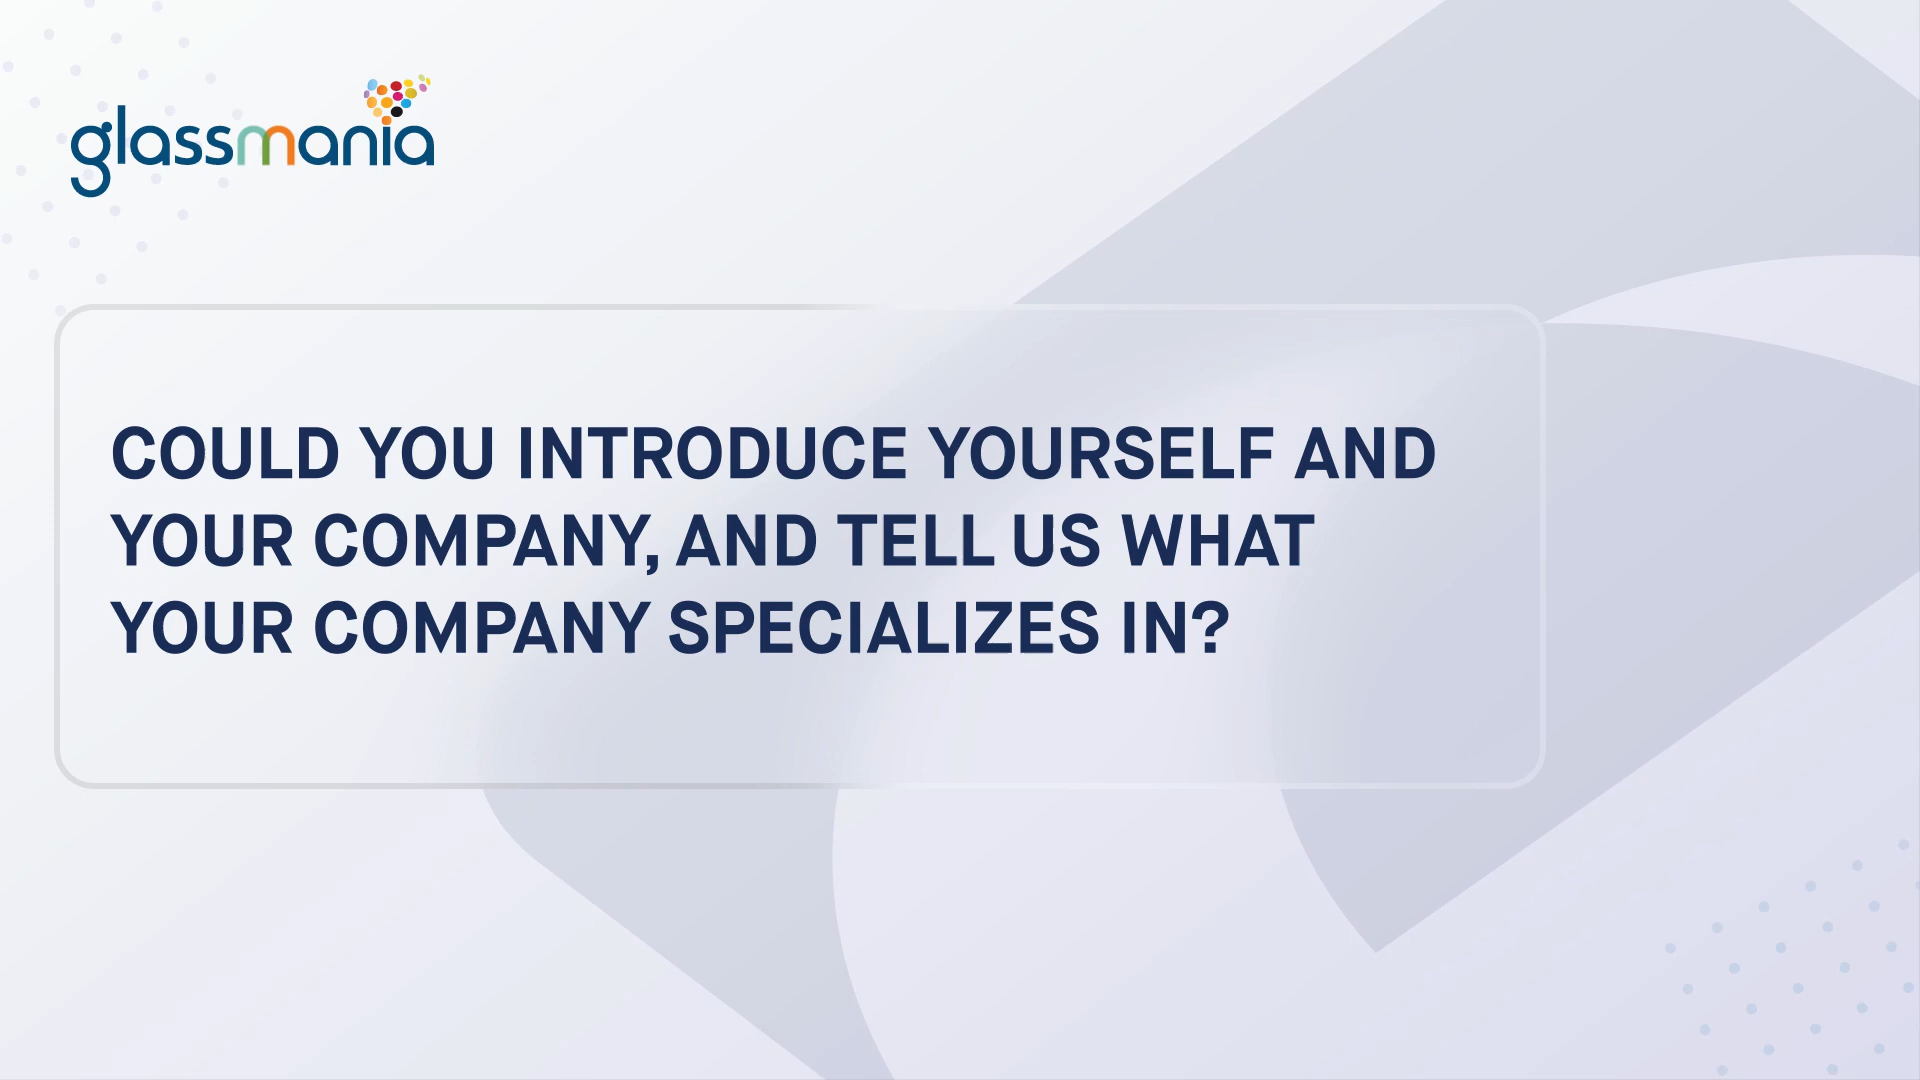 glassmania
COULD YOU INTRODUCE YOURSELF AND
YOUR COMPANY, AND TELL US WHAT
YOUR COMPANY SPECIALIZES IN?